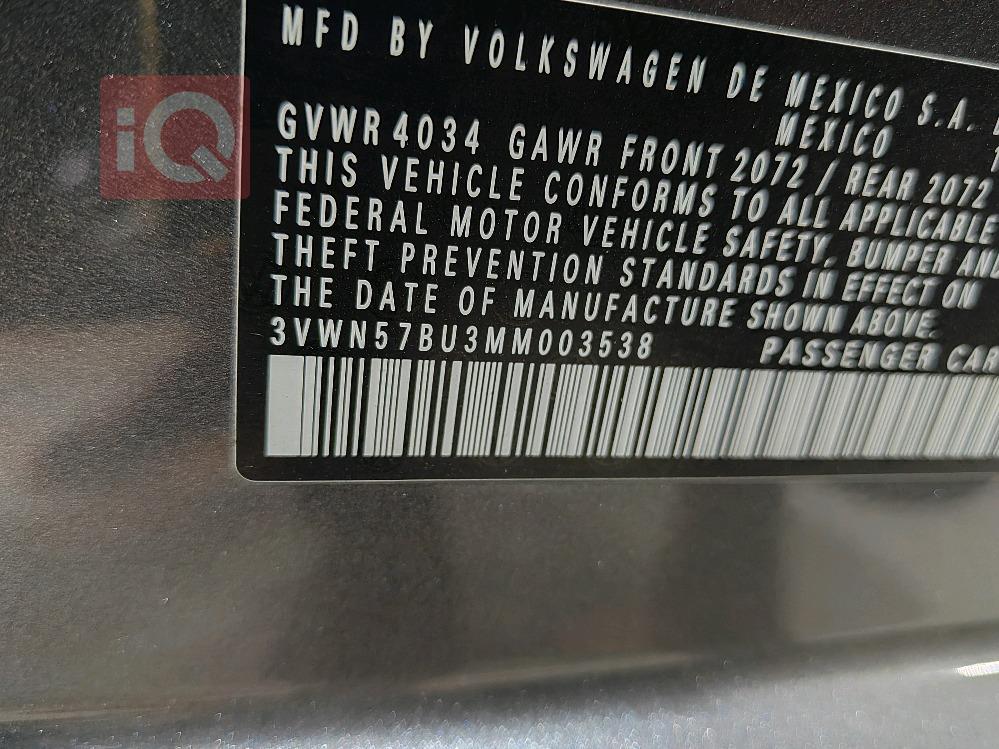 MFD BY VOLKSWAGEN DE MEXICO S.A.
MEXICO
GVWR4034 GAWR FRONT 2072 / REAR 2072
THIS VEHICLE CONFORMS TO ALL APPLICABLE
FEDERAL MOTOR VEHICLE SAFETY, BUMPER AND
THEFT PREVENTION STANDARDS IN EFFECT ON
THE DATE OF MANUFACTURE SHOWN ABOVE.
3VWN57BU3MM003538 PASSENGER CAR
iQ